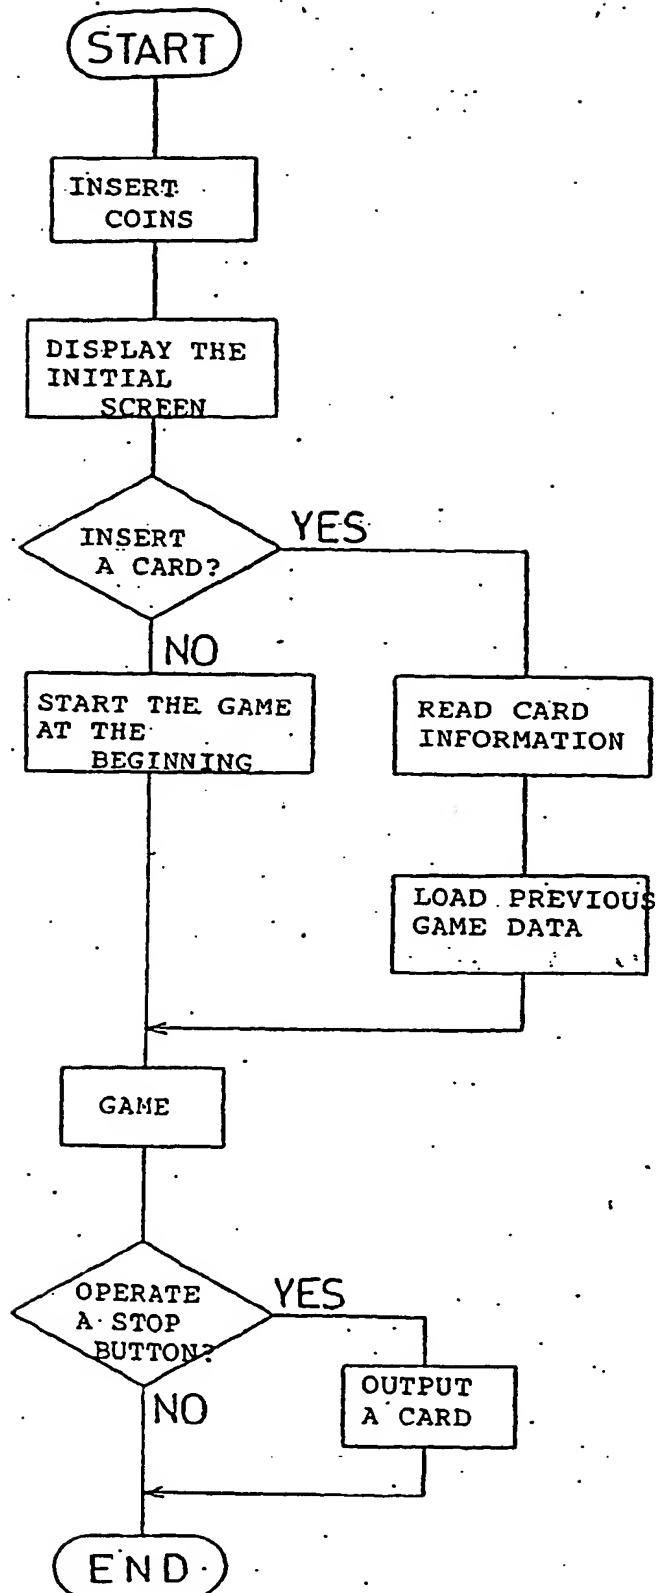 START
INSERT
COINS
DISPLAY THE
INITIAL
SCREEN
INSERT
A CARD?
YES
NO
START THE GAME
AT THE
BEGINNING
READ CARD
INFORMATION
LOAD PREVIOUS
GAME DATA
GAME
OPERATE
A STOP
BUTTON?
YES
NO
OUTPUT
A CARD
END